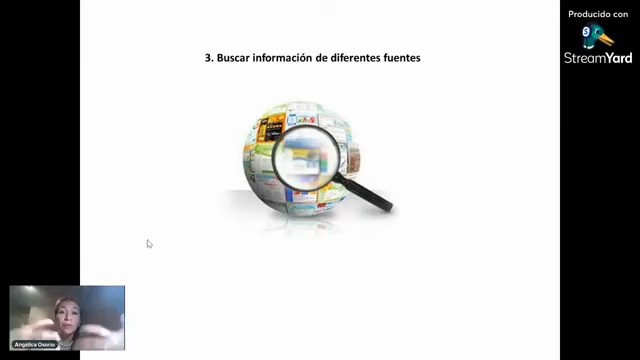 Producido con
StreamYard
3. Buscar información de diferentes fuentes
Angélica Osorio